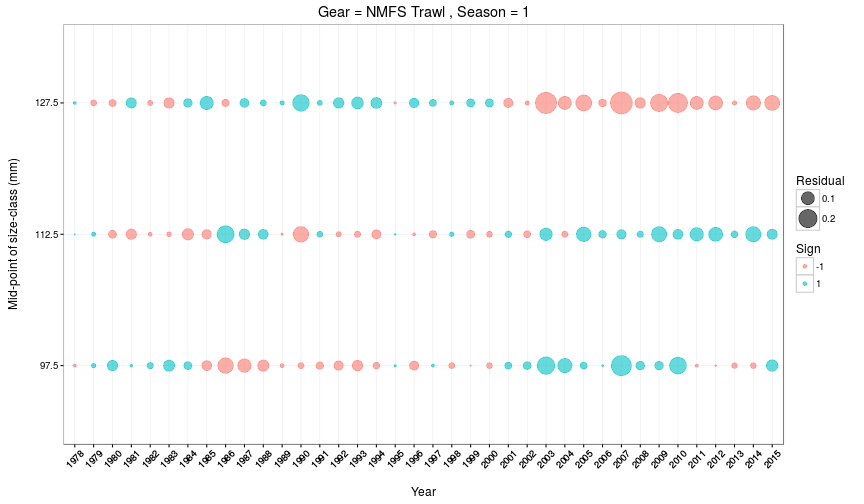 Gear = NMFS Trawl , Season = 1
Mid-point of size-class (mm)
127.5
112.5
97.5
1978 1979 1980 1981 1982 1983 1984 1985 1986 1987 1988 1989 1990 1991 1992 1993 1994 1995 1996 1997 1998 1999 2000 2001 2002 2003 2004 2005 2006 2007 2008 2009 2010 2011 2012 2013 2014 2015
Year
Residual
0.1
0.2
Sign
-1
1